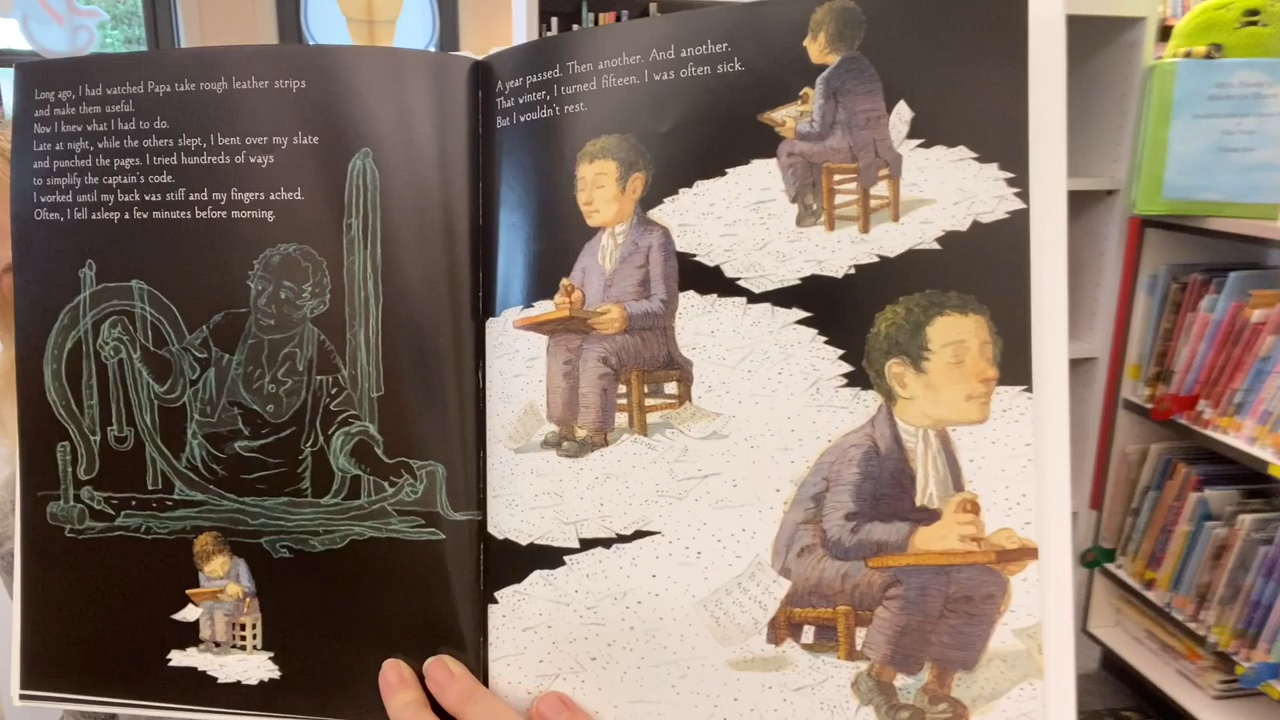 Long ago, I had watched Papa take rough leather strips
and make them useful.
Now I knew what I had to do.
Late at night, while the others slept, I bent over my slate
and punched the pages. I tried hundreds of ways
to simplify the captain's code.
I worked until my back was stiff and my fingers ached.
Often, I fell asleep a few minutes before morning.
A year passed. Then another. And another.
That winter, I turned fifteen. I was often sick.
But I wouldn't rest.